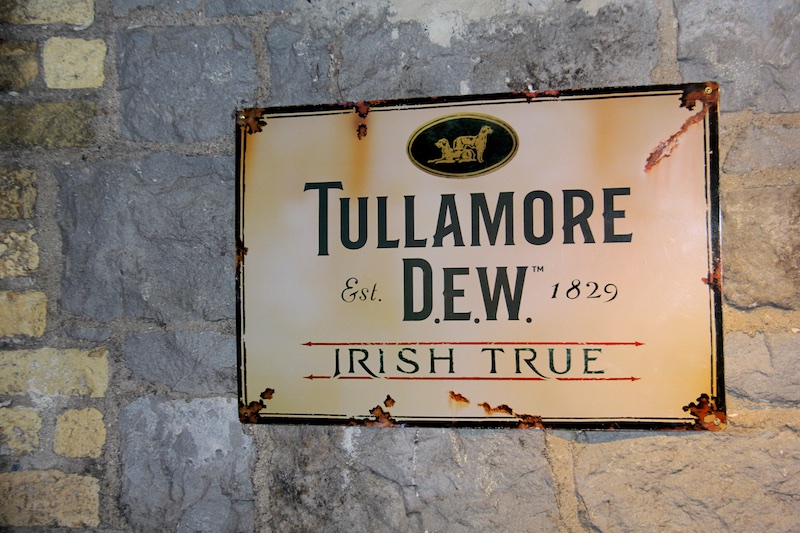 TULLAMORE
Est. D.E.W.™ 1829
IRISH TRUE